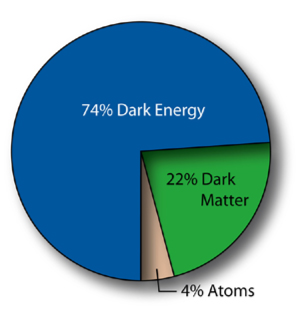 74% Dark Energy
22% Dark
Matter
4% Atoms